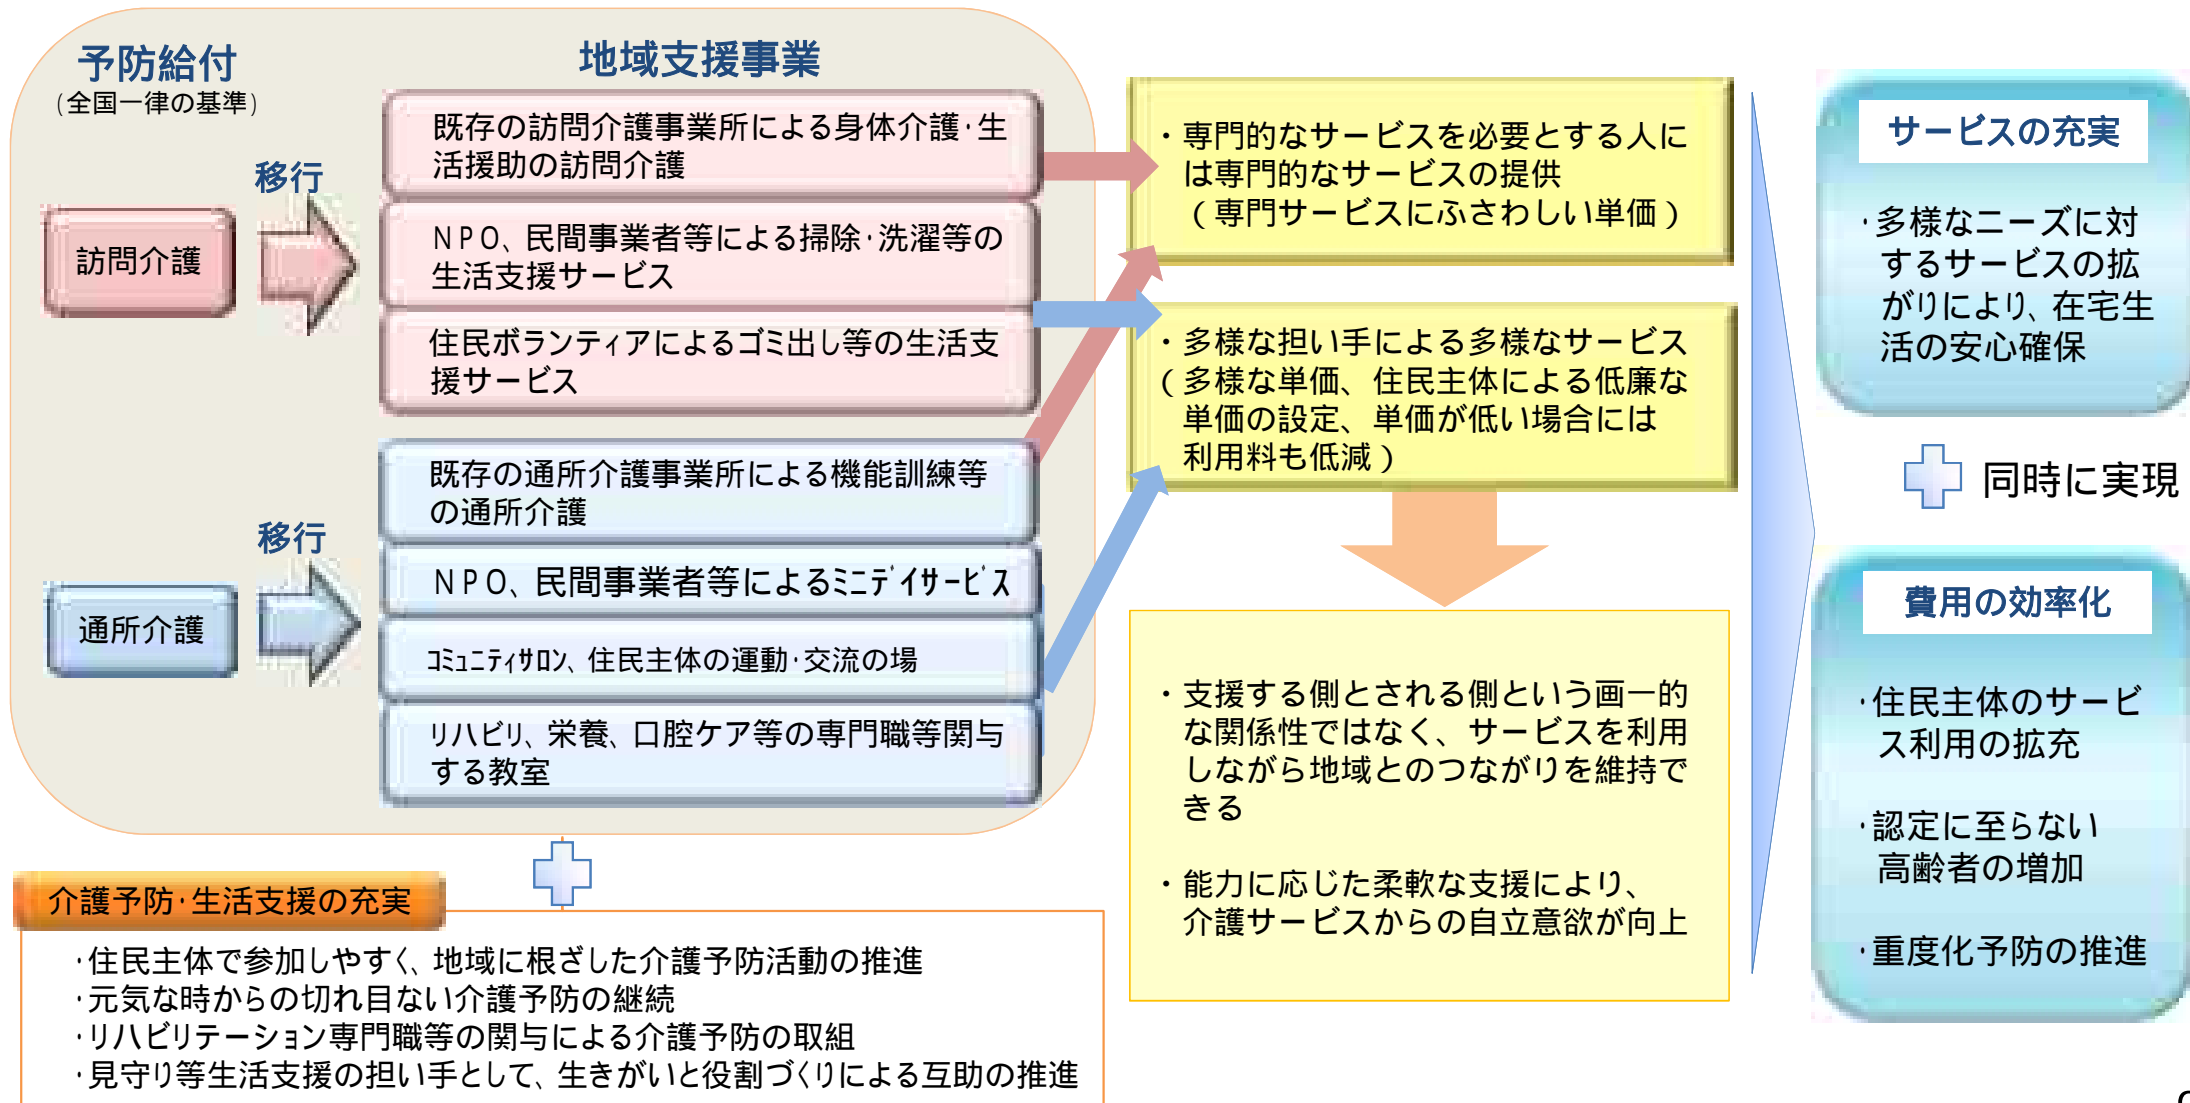 予防給付
(全国一律の基準)
地域支援事業
移行
訪問介護
既存の訪問介護事業所による身体介護・生
活援助の訪問介護
NPO、民間事業者等による掃除・洗濯等の
生活支援サービス
住民ボランティアによるゴミ出し等の生活支
援サービス
移行
通所介護
既存の通所介護事業所による機能訓練等
の通所介護
NPO、民間事業者等によるミニデイサービス
コミュニティサロン、住民主体の運動・交流の場
リハビリ、栄養、口腔ケア等の専門職等関与
する教室
介護予防・生活支援の充実
・住民主体で参加しやすく、地域に根ざした介護予防活動の推進
・元気な時からの切れ目ない介護予防の継続
・リハビリテーション専門職等の関与による介護予防の取組
・見守り等生活支援の担い手として、生きがいと役割づくりによる互助の推進
・専門的なサービスを必要とする人に
は専門的なサービスの提供
（専門サービスにふさわしい単価）
・多様な担い手による多様なサービス
（多様な単価、住民主体による低廉な
単価の設定、単価が低い場合には
利用料も低減）
・支援する側とされる側という画一的
な関係性ではなく、サービスを利用
しながら地域とのつながりを維持で
きる
・能力に応じた柔軟な支援により、
介護サービスからの自立意欲が向上
サービスの充実
・多様なニーズに対
するサービスの拡
がりにより、在宅生
活の安心確保
同時に実現
費用の効率化
・住民主体のサービ
ス利用の拡充
・認定に至らない
高齢者の増加
・重度化予防の推進